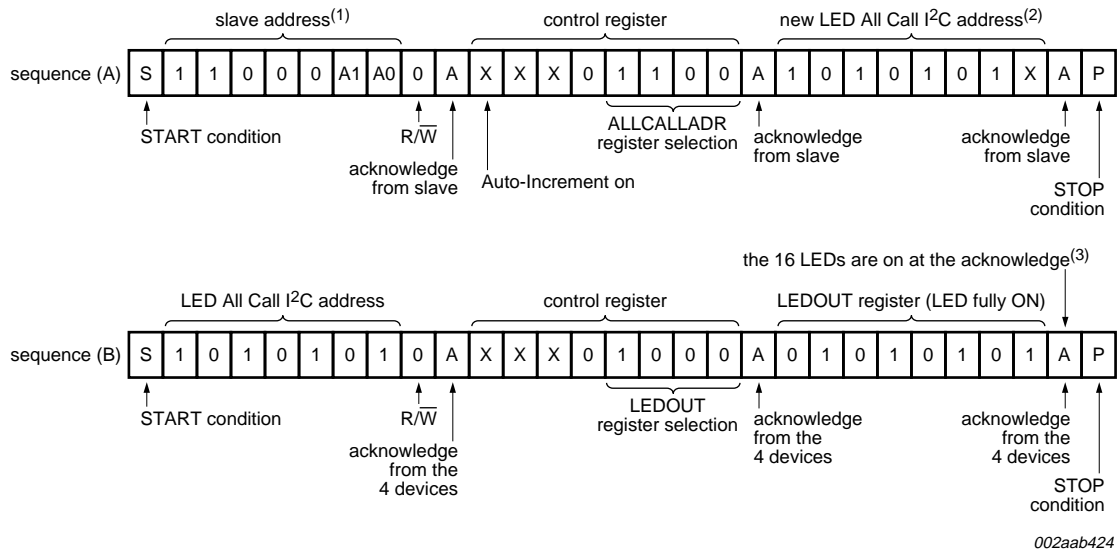 slave address(1) control register new LED All Call I2C address(2)
sequence (A) S 1 1 0 0 0 A1 A0 0 A X X X 0 1 1 0 0 A 1 0 1 0 1 0 1 X A P
START condition R/W ALLCALLADR register selection acknowledge from slave acknowledge from slave
acknowledge from slave Auto-Increment on
STOP condition
the 16 LEDs are on at the acknowledge(3)
LED All Call I2C address control register LEDOUT register (LED fully ON)
sequence (B) S 1 0 1 0 1 0 1 0 A X X X 0 1 0 0 0 A 0 1 0 1 0 1 0 1 A P
START condition R/W LEDOUT register selection acknowledge from the 4 devices acknowledge from the 4 devices
acknowledge from the 4 devices
STOP condition
002aab424